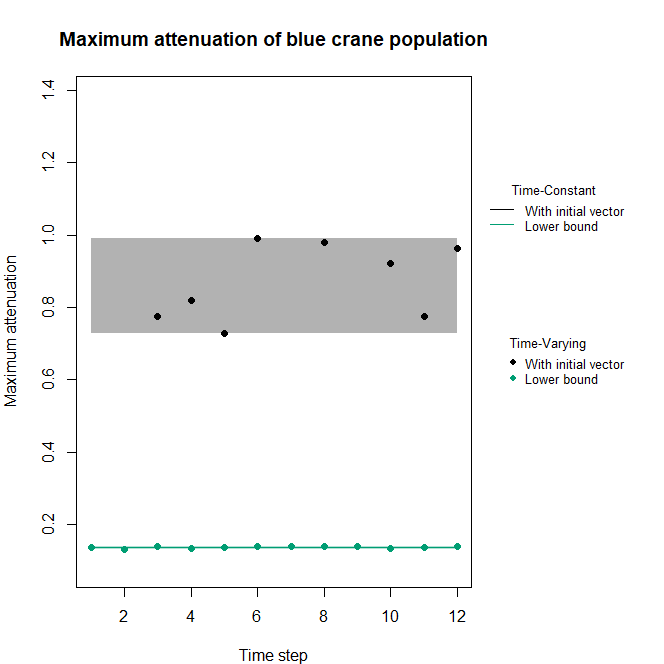 Maximum attenuation of blue crane population
Maximum attenuation
1.4
1.2
1.0
0.8
0.6
0.4
0.2
2 4 6 8 10 12
Time step
Time-Constant
With initial vector
Lower bound
Time-Varying
With initial vector
Lower bound